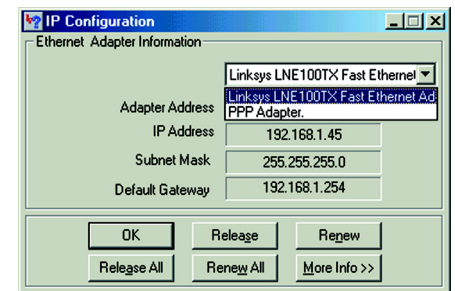 IP Configuration
Ethernet Adapter Information
Linksys LNE100TX Fast Ethernet
Linksys LNE100TX Fast Ethernet Ad
PPP Adapter.
Adapter Address
IP Address 192.168.1.45
Subnet Mask 255.255.255.0
Default Gateway 192.168.1.254
OK Release Renew
Release All Renew All More Info >>